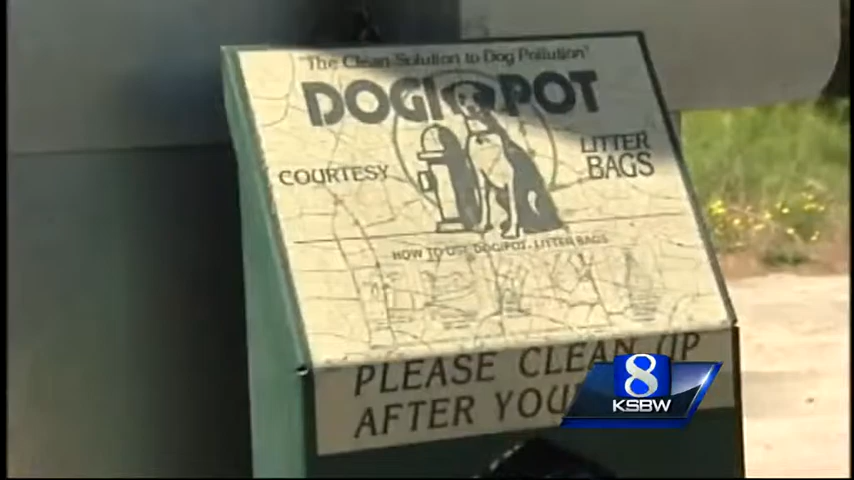 "The Clean Solution to Dog Pollution"
DOGIPOT
COURTESY
LITTER
BAGS
HOW TO USE DOGIPOT LITTER BAGS
PLEASE CLEAN UP
AFTER YOUR
8
KSBW